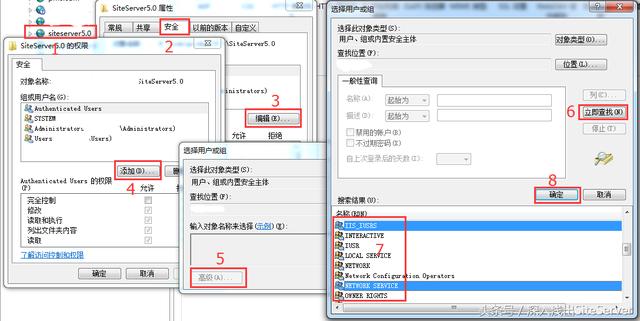 siteserver5.0
1
SiteServer5.0 的权限
安全
对象名称:
SiteServer5.0
组或用户名(G):
Authenticated Users
SYSTEM
Administrators
\Administrators)
Users
\Users)
添加(D)...
4
Authenticated Users 的权限(P)
允许
完全控制
修改
读取和执行
列出文件夹内容
读取
了解访问控制和权限
确定
取消
SiteServer5.0 属性
常规
共享
安全
以前的版本
自定义
2
\SiteServer5.0
3
编辑(E)...
允许
拒绝
选择用户或组
选择此对象类型(S):
用户、组或内置安全主体
查找位置(F):
输入对象名称来选择(示例)(E):
5
高级(A)...
选择用户或组
选择此对象类型(S):
用户、组或内置安全主体
对象类型(O)...
查找位置(F):
位置(L)...
一般性查询
名称(A):
起始为
描述(D):
起始为
禁用的帐户(B)
不过期密码(X)
自上次登录后的天数(I):
列(C)...
6
立即查找(N)
停止(T)
8
确定
取消
搜索结果(U):
名称(RDN)
IIS_IUSRS
INTERACTIVE
IUSR
LOCAL SERVICE
NETWORK
Network Configuration Operators
NETWORK SERVICE
OWNER RIGHTS
7
头条号/深入浅出SiteServer